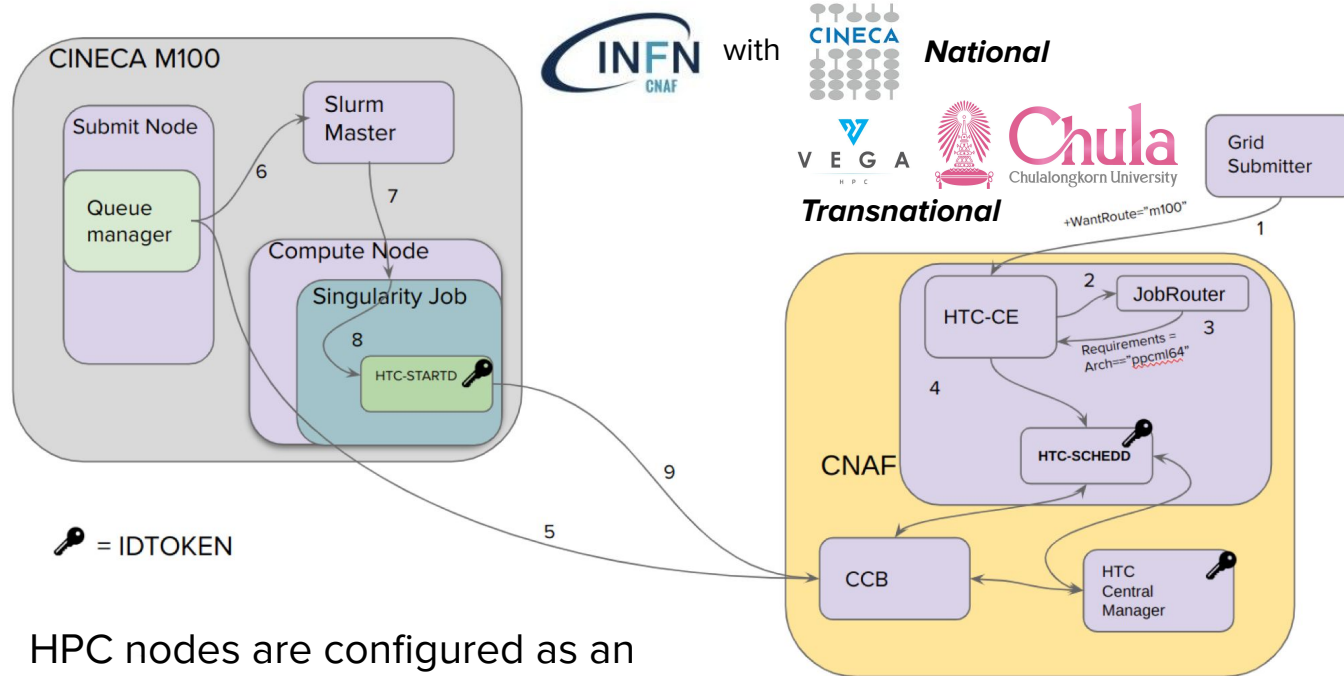 CINECA M100
Submit Node
Queue
manager
Slurm
Master
6
7
Compute Node
Singularity Job
8
HTC-STARTD
= IDTOKEN
5
9
INFN
CNAF
with
CINECA
National
VEGA
HPC
Chula
Chulalongkorn University
Transnational
Grid
Submitter
+WantRoute="m100"
1
HTC-CE
2
JobRouter
3
Requirements =
Arch=="ppcml64"
4
HTC-SCHEDD
CNAF
CCB
HTC
Central
Manager
HPC nodes are configured as an